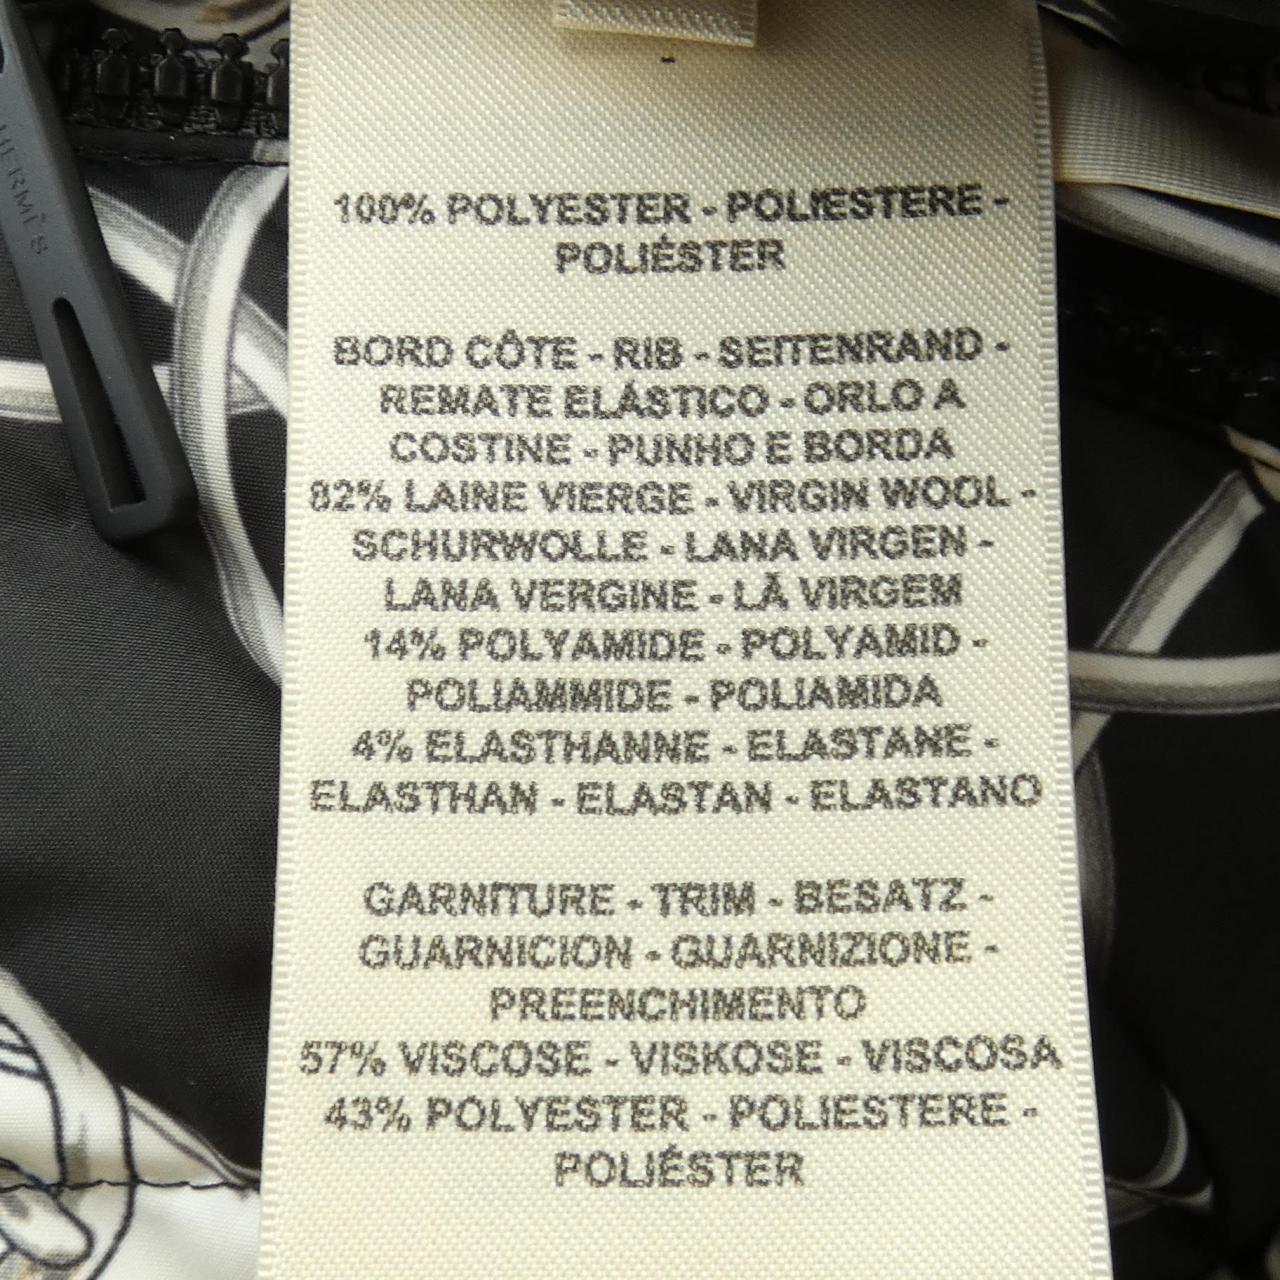 HERMÈS
100% POLYESTER - POLIESTERE -
POLIÉSTER
BORD CÔTE - RIB - SEITENRAND -
REMATE ELÁSTICO - ORLO A
COSTINE - PUNHO E BORDA
82% LAINE VIERGE - VIRGIN WOOL -
SCHURWOLLE - LANA VIRGEN -
LANA VERGINE - LÃ VIRGEM
14% POLYAMIDE - POLYAMID -
POLIAMMIDE - POLIAMIDA
4% ELASTHANNE - ELASTANE -
ELASTHAN - ELASTAN - ELASTANO
GARNITURE - TRIM - BESATZ -
GUARNICION - GUARNIZIONE -
PREENCHIMENTO
57% VISCOSE - VISKOSE - VISCOSA
43% POLYESTER - POLIESTERE -
POLIÉSTER